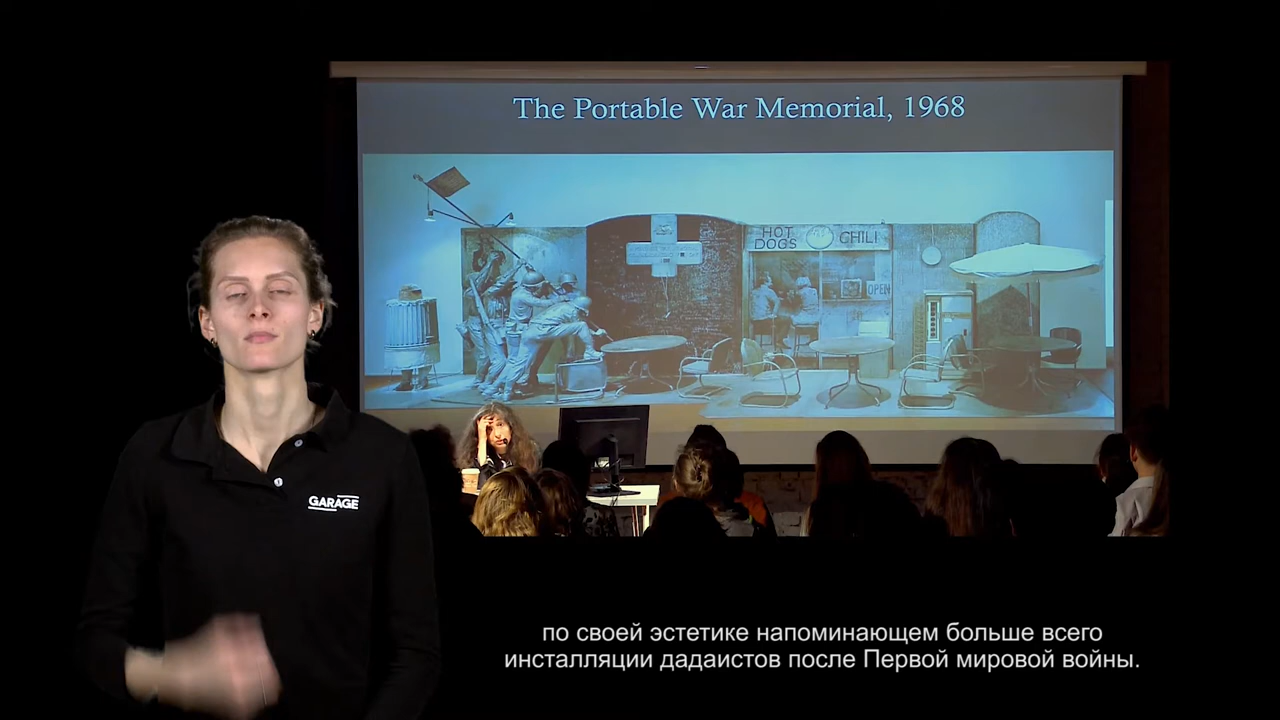 The Portable War Memorial, 1968
HOT
DOGS
CHILI
OPEN
GARAGE
по своей эстетике напоминающем больше всего
инсталляции дадаистов после Первой мировой войны.